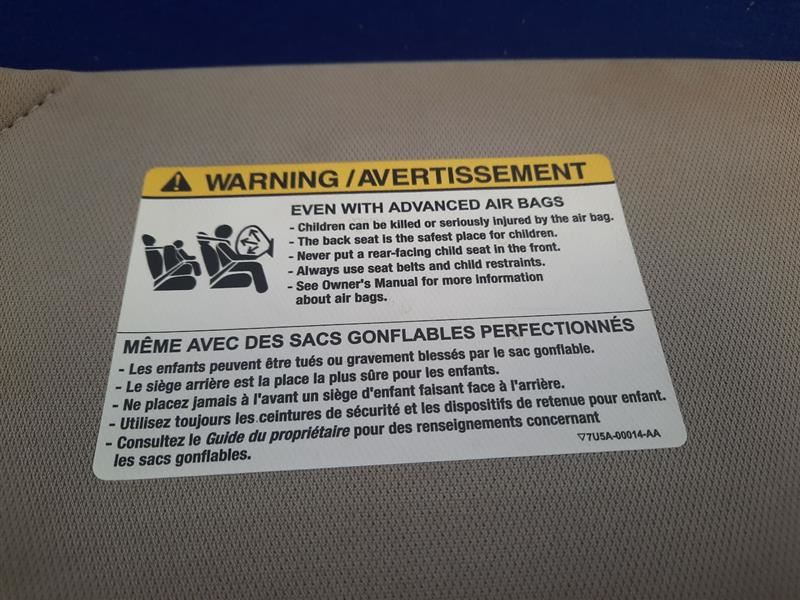 WARNING / AVERTISSEMENT
EVEN WITH ADVANCED AIR BAGS
- Children can be killed or seriously injured by the air bag.
- The back seat is the safest place for children.
- Never put a rear-facing child seat in the front.
- Always use seat belts and child restraints.
- See Owner's Manual for more information
about air bags.
MÊME AVEC DES SACS GONFLABLES PERFECTIONNÉS
- Les enfants peuvent être tués ou gravement blessés par le sac gonflable.
- Le siège arrière est la place la plus sûre pour les enfants.
- Ne placez jamais à l'avant un siège d'enfant faisant face à l'arrière.
- Utilisez toujours les ceintures de sécurité et les dispositifs de retenue pour enfant.
- Consultez le Guide du propriétaire pour des renseignements concernant
les sacs gonflables.
▽7U5A-00014-AA